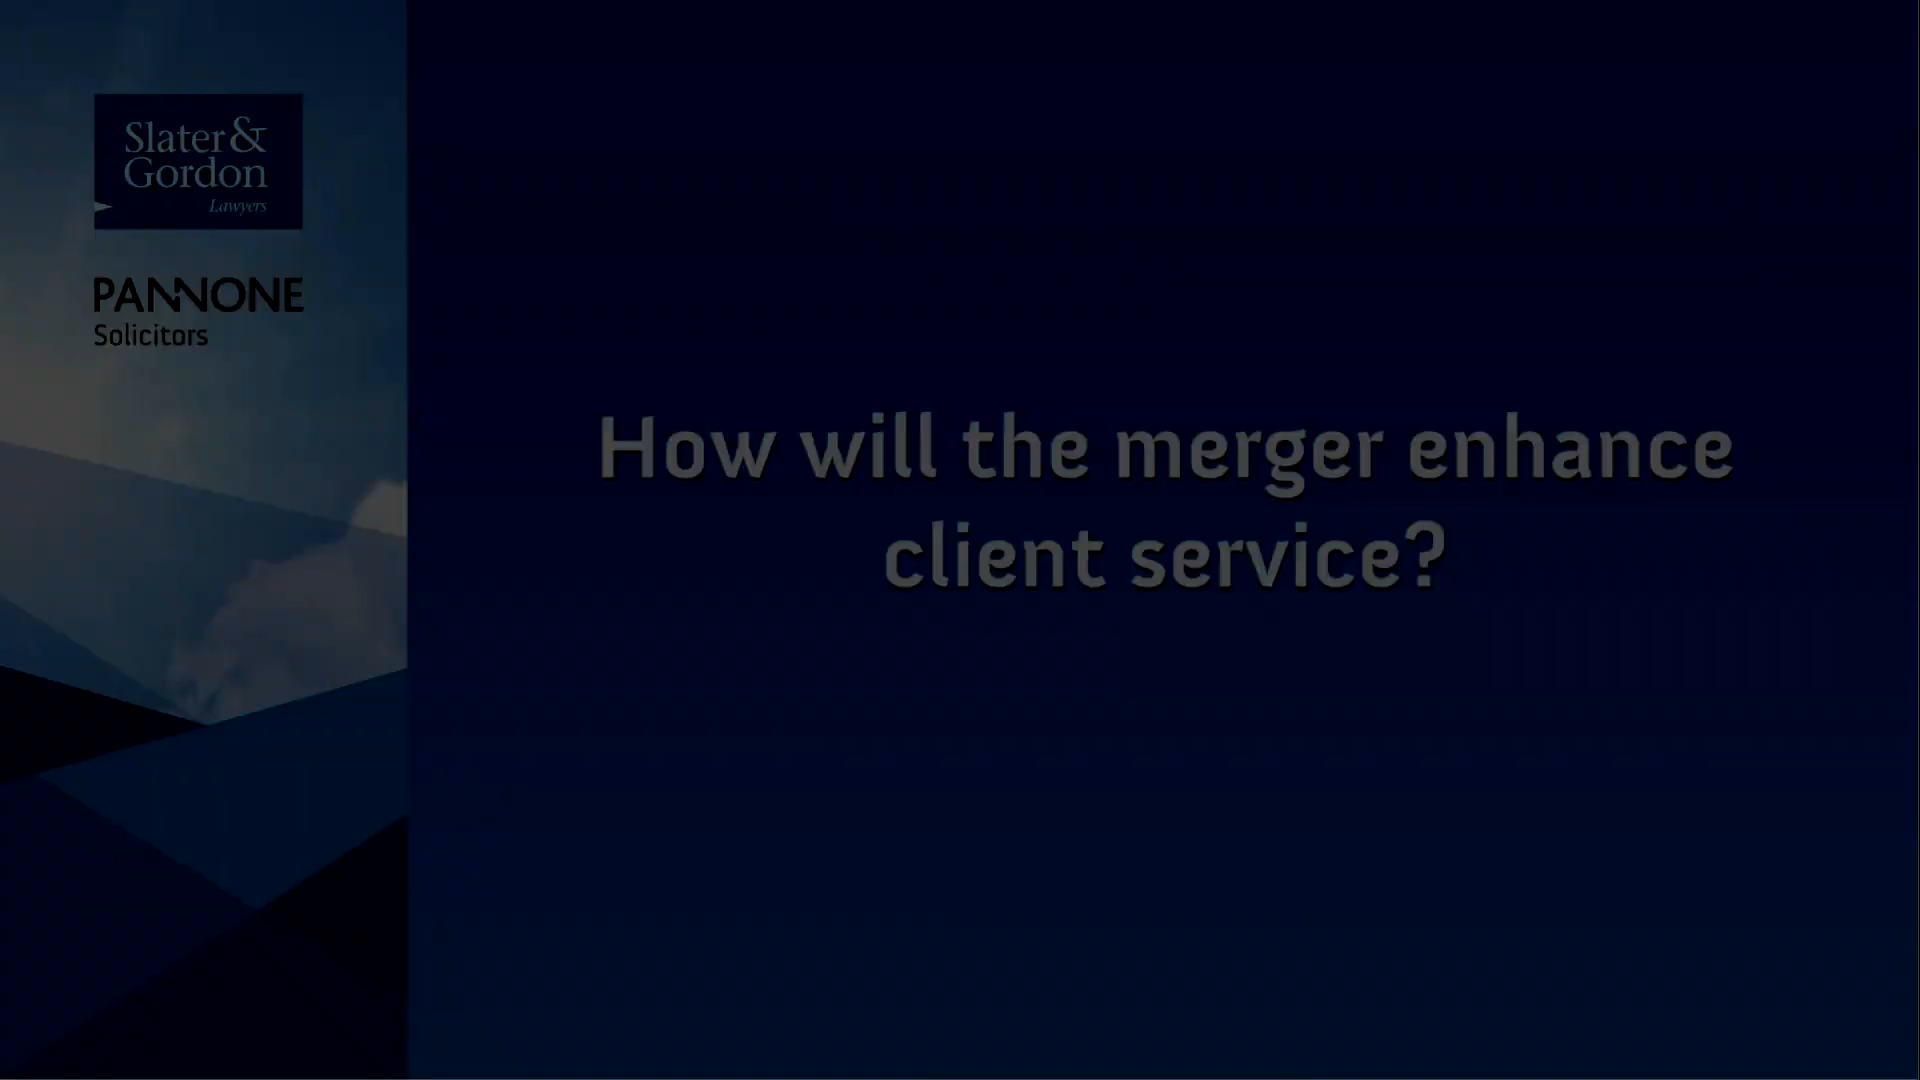 Slater &
Gordon
Lawyers
PANNONE
Solicitors
How will the merger enhance
client service?